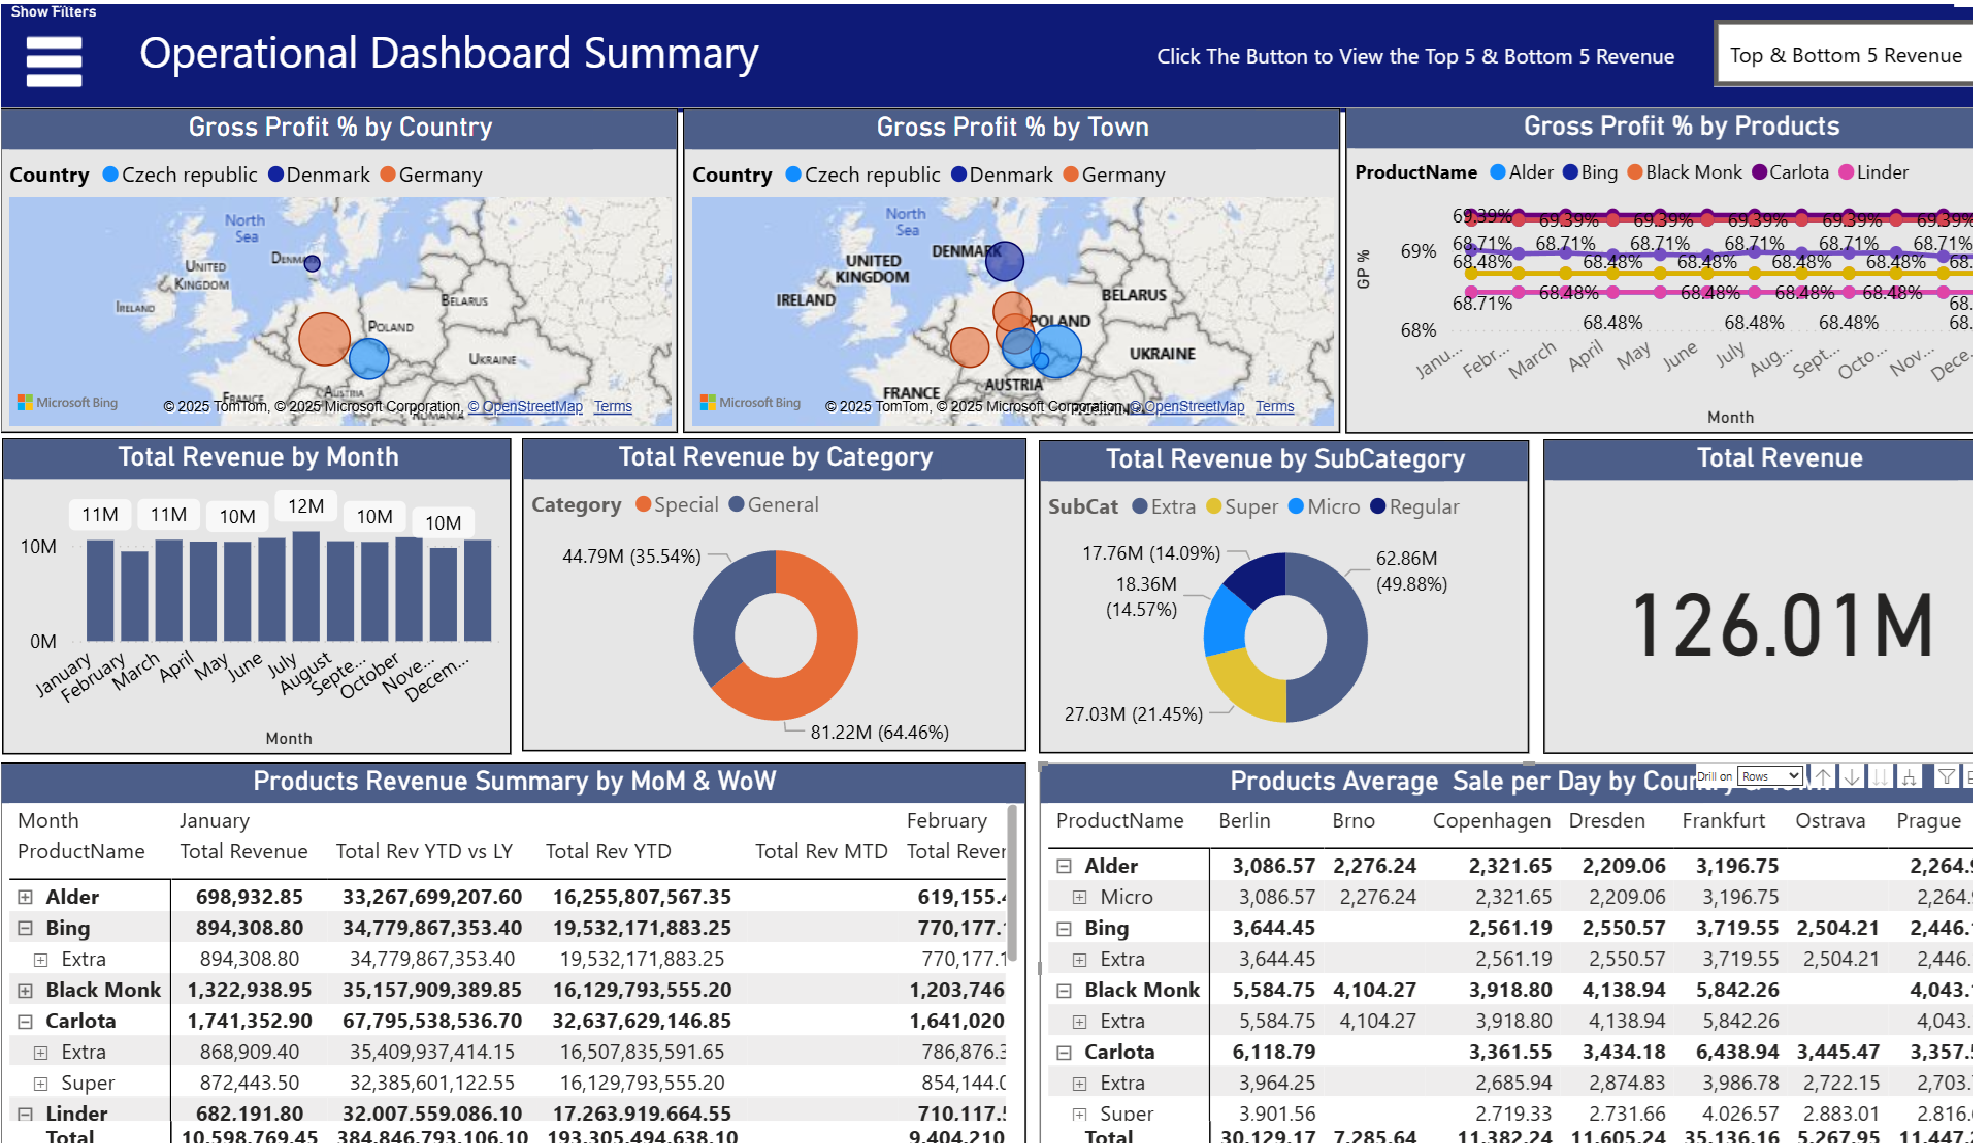 Show Filters
Operational Dashboard Summary
Click The Button to View the Top 5 & Bottom 5 Revenue
Top & Bottom 5 Revenue
Gross Profit % by Country
Country Czech republic Denmark Germany
North
Sea
UNITED
KINGDOM
IRELAND
BELARUS
POLAND
UKRAINE
FRANCE
AUSTRIA
ROMANIA
Microsoft Bing
© 2025 TomTom, © 2025 Microsoft Corporation, © OpenStreetMap Terms
Gross Profit % by Town
Country Czech republic Denmark Germany
North
Sea
DENMARK
UNITED
KINGDOM
IRELAND
BELARUS
POLAND
UKRAINE
FRANCE
AUSTRIA
Microsoft Bing
© 2025 TomTom, © 2025 Microsoft Corporation, © OpenStreetMap Terms
Gross Profit % by Products
ProductName Alder Bing Black Monk Carlota Linder
69.39% 69.39% 69.39% 69.39% 69.39% 69.39%
68.71% 68.71% 68.71% 68.71% 68.71% 68.71%
69%
68.48% 68.48% 68.48% 68.48% 68.48% 68.
68.71% 68.48% 68.48% 68.48% 68.48% 68.
68% 68.48% 68.48% 68.48% 68.
GP %
Janu... Febr... March April May June July Aug... Sept... Octo... Nov... Dece...
Month
Total Revenue by Month
11M 11M 10M 12M 10M 10M
10M
0M
January February March April May June July August Septe... October Nove... Decem...
Month
Total Revenue by Category
Category Special General
44.79M (35.54%)
81.22M (64.46%)
Total Revenue by SubCategory
SubCat Extra Super Micro Regular
17.76M (14.09%)
18.36M
(14.57%)
62.86M
(49.88%)
27.03M (21.45%)
Total Revenue
126.01M
Products Revenue Summary by MoM & WoW
Month January February
ProductName Total Revenue Total Rev YTD vs LY Total Rev YTD Total Rev MTD Total Rever
Alder 698,932.85 33,267,699,207.60 16,255,807,567.35 619,155.
Bing 894,308.80 34,779,867,353.40 19,532,171,883.25 770,177.
Extra 894,308.80 34,779,867,353.40 19,532,171,883.25 770,177.1
Black Monk 1,322,938.95 35,157,909,389.85 16,129,793,555.20 1,203,746
Carlota 1,741,352.90 67,795,538,536.70 32,637,629,146.85 1,641,020
Extra 868,909.40 35,409,937,414.15 16,507,835,591.65 786,876.3
Super 872,443.50 32,385,601,122.55 16,129,793,555.20 854,144.0
Linder 682,191.80 32,007,559,086.10 17,263,919,664.55 710,117.
Total 10,598,769.45 384,846,793,106.10 193,305,494,638.10 9,404,210
Products Average Sale per Day by
Drill on Rows
ProductName Berlin Brno Copenhagen Dresden Frankfurt Ostrava Prague
Alder 3,086.57 2,276.24 2,321.65 2,209.06 3,196.75 2,264.
Micro 3,086.57 2,276.24 2,321.65 2,209.06 3,196.75 2,264.
Bing 3,644.45 2,561.19 2,550.57 3,719.55 2,504.21 2,446.
Extra 3,644.45 2,561.19 2,550.57 3,719.55 2,504.21 2,446.
Black Monk 5,584.75 4,104.27 3,918.80 4,138.94 5,842.26 4,043.
Extra 5,584.75 4,104.27 3,918.80 4,138.94 5,842.26 4,043.
Carlota 6,118.79 3,361.55 3,434.18 6,438.94 3,445.47 3,357.
Extra 3,964.25 2,685.94 2,874.83 3,986.78 2,722.15 2,703.
Super 3,901.56 2,719.33 2,731.66 4,026.57 2,883.01 2,816.
Total 30,129.17 7,285.64 11,382.24 11,605.24 35,136.16 5,267.95 11,447.